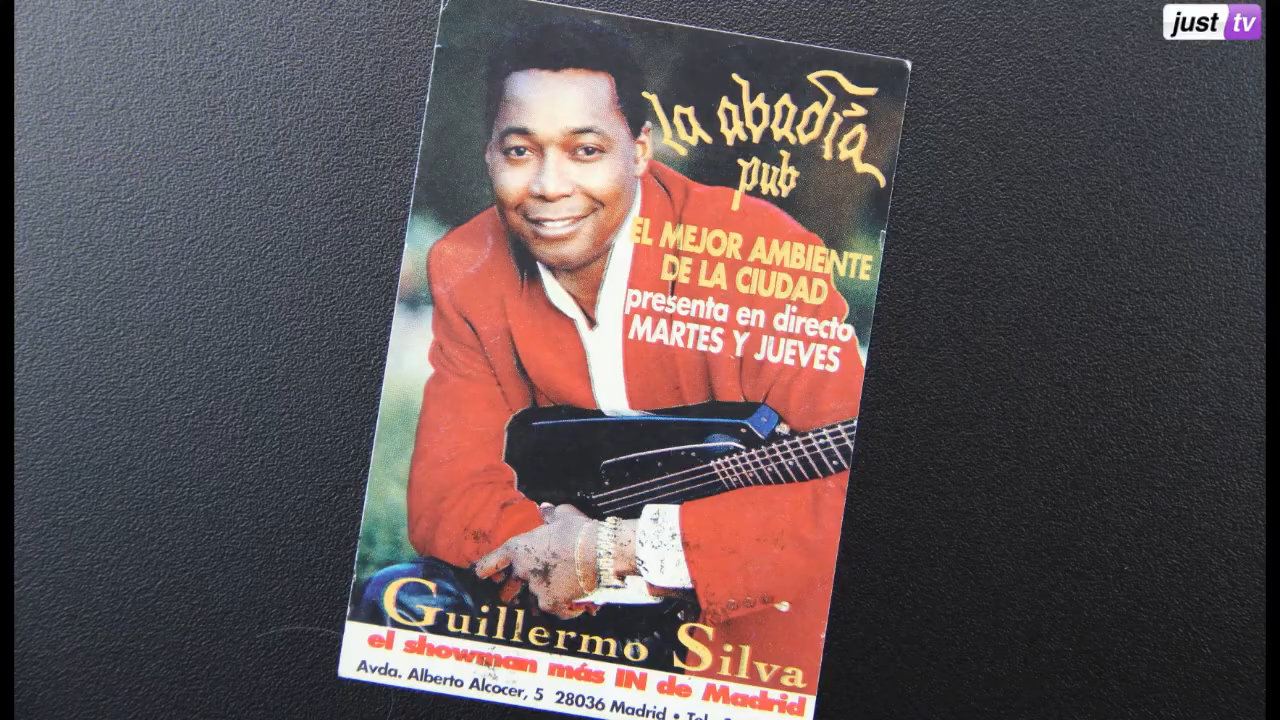 just tv
la abadía
pub
EL MEJOR AMBIENTE
DE LA CIUDAD
presenta en directo
MARTES Y JUEVES
Guillermo Silva
el showman más IN de Madrid
Avda. Alberto Alcocer, 5 28036 Madrid • Tel.